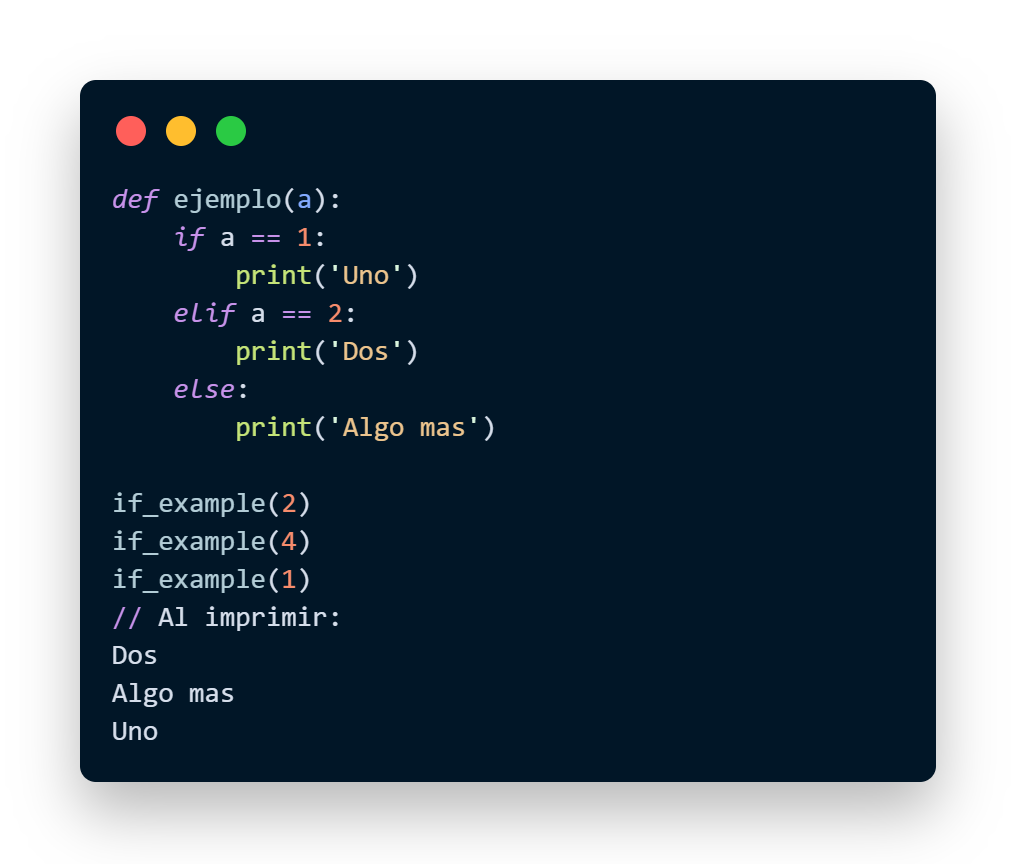 def ejemplo(a):
    if a == 1:
        print('Uno')
    elif a == 2:
        print('Dos')
    else:
        print('Algo mas')

if_example(2)
if_example(4)
if_example(1)
// Al imprimir:
Dos
Algo mas
Uno